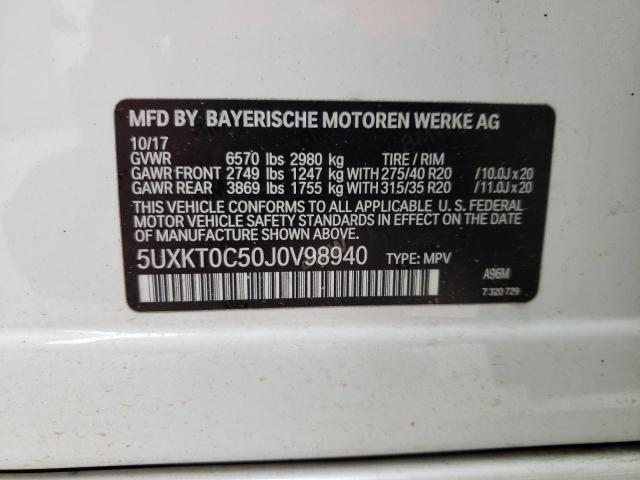 MFD BY BAYERISCHE MOTOREN WERKE AG
10/17
GVWR 6570 lbs 2980 kg TIRE / RIM
GAWR FRONT 2749 lbs 1247 kg WITH 275/40 R20 /10.0J x 20
GAWR REAR 3869 lbs 1755 kg WITH 315/35 R20 /11.0J x 20
THIS VEHICLE CONFORMS TO ALL APPLICABLE U. S. FEDERAL
MOTOR VEHICLE SAFETY STANDARDS IN EFFECT ON THE DATE
OF MANUFACTURE SHOWN ABOVE.
5UXKT0C50J0V98940 TYPE: MPV A96M
7 320 729